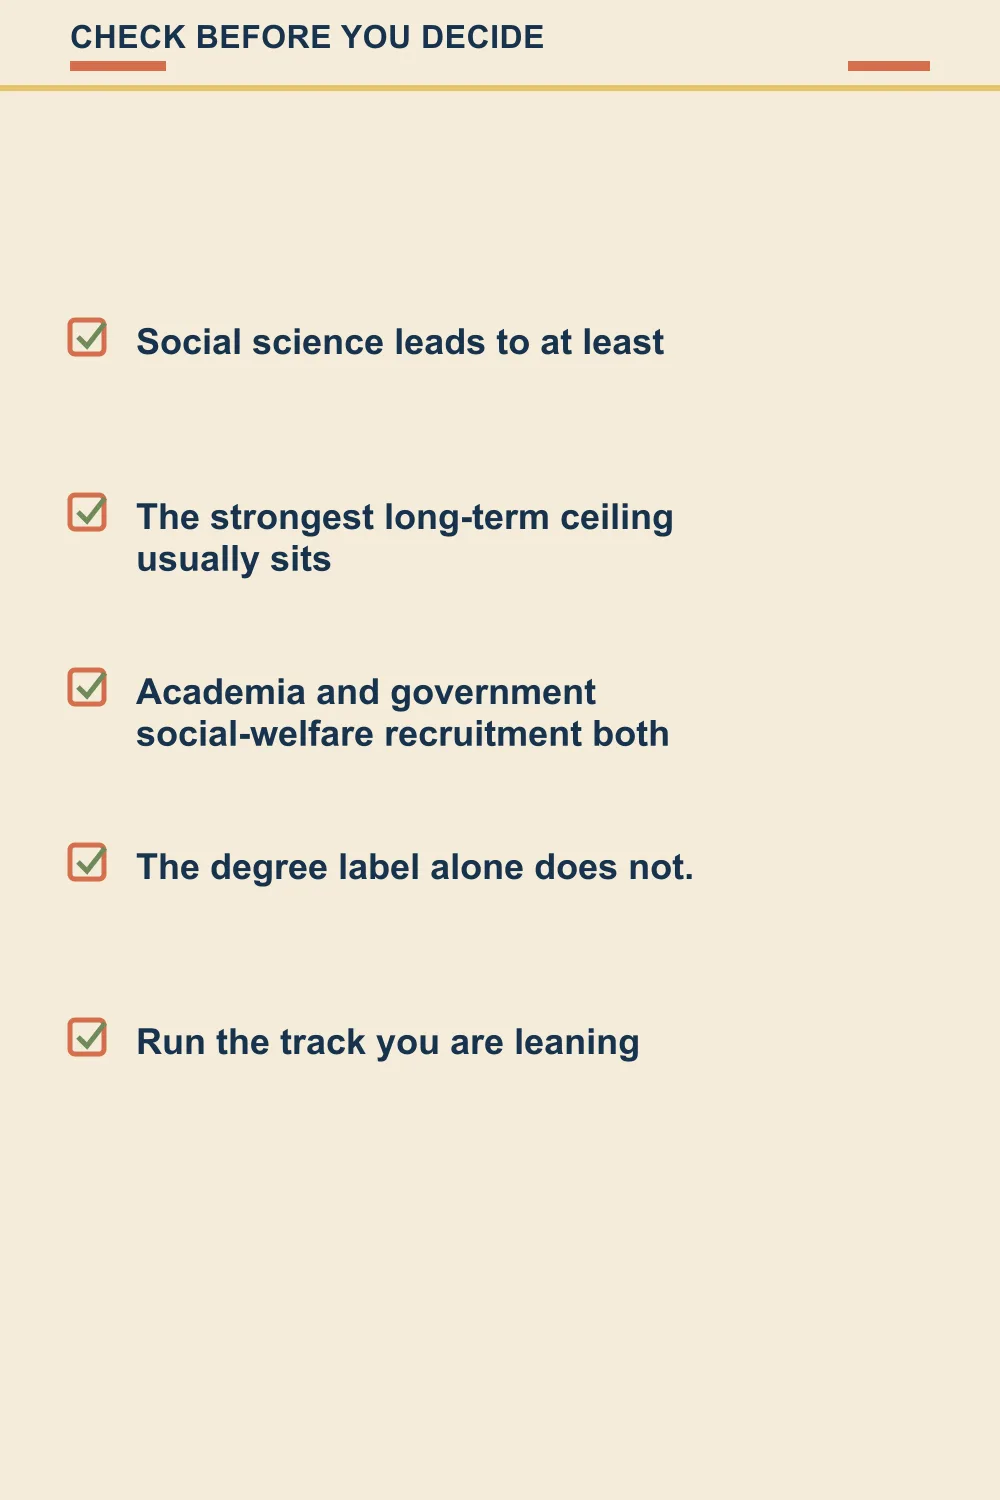 CHECK BEFORE YOU DECIDE
Social science leads to at least
The strongest long-term ceiling
usually sits
Academia and government
social-welfare recruitment both
The degree label alone does not.
Run the track you are leaning